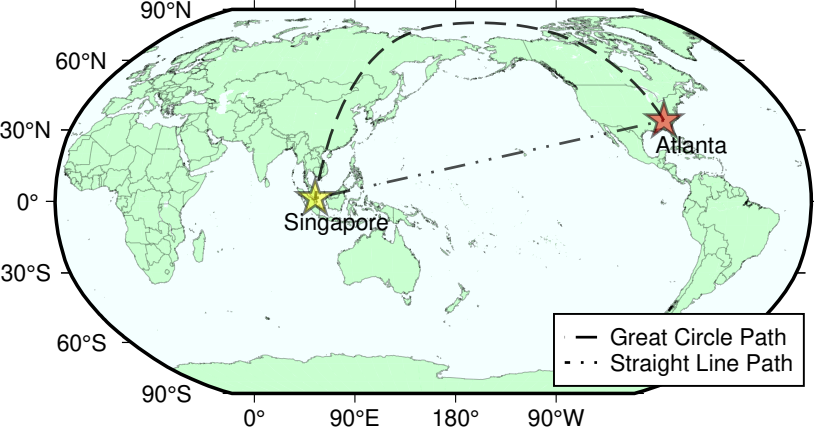 90°N
60°N
30°N
Atlanta
0°
Singapore
30°S
Great Circle Path
60°S
Straight Line Path
90°S
0° 90°E 180° 90°W